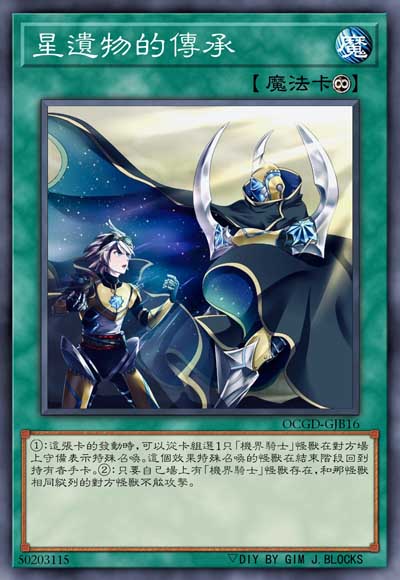 星遺物的傳承
魔
【魔法卡♾】
OCGD-GJB16
①:這張卡的發動時,可以從卡組選1只「機界騎士」怪獸在對方場
上守備表示特殊召喚。這個效果特殊召喚的怪獸在結束階段回到
持有者手卡。②:只要自己場上有「機界騎士」怪獸存在,和那怪獸
相同縱列的對方怪獸不能攻擊。
50203115
▽DIY BY GIM J.BLOCKS